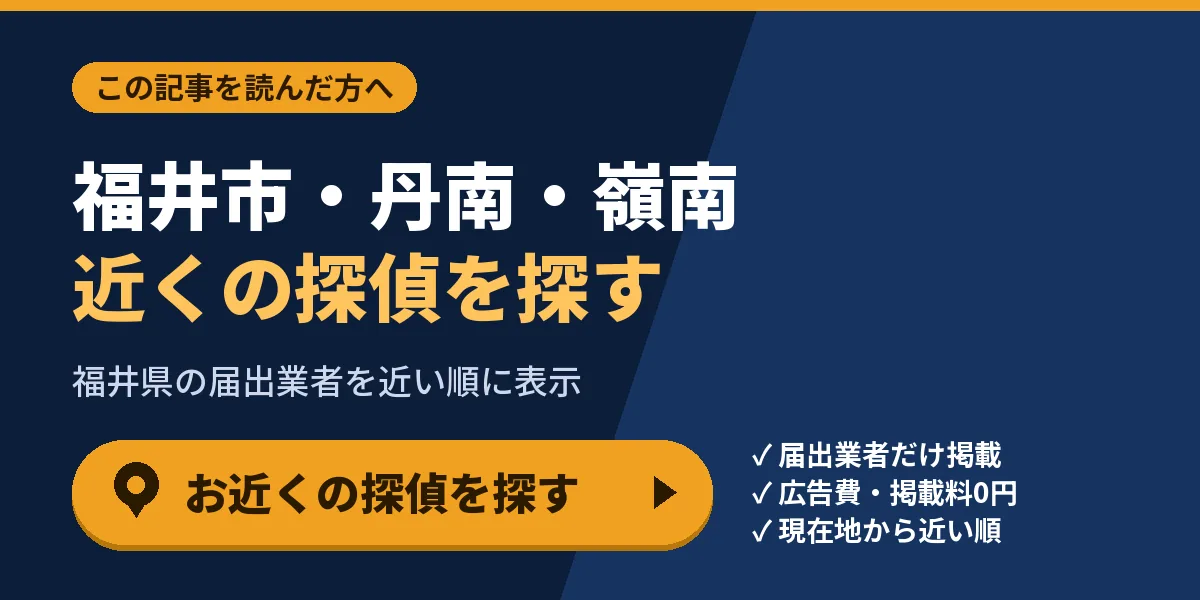 この記事を読んだ方へ
福井市・丹南・嶺南
近くの探偵を探す
福井県の届出業者を近い順に表示
お近くの探偵を探す
✓ 届出業者だけ掲載
✓ 広告費・掲載料0円
✓ 現在地から近い順